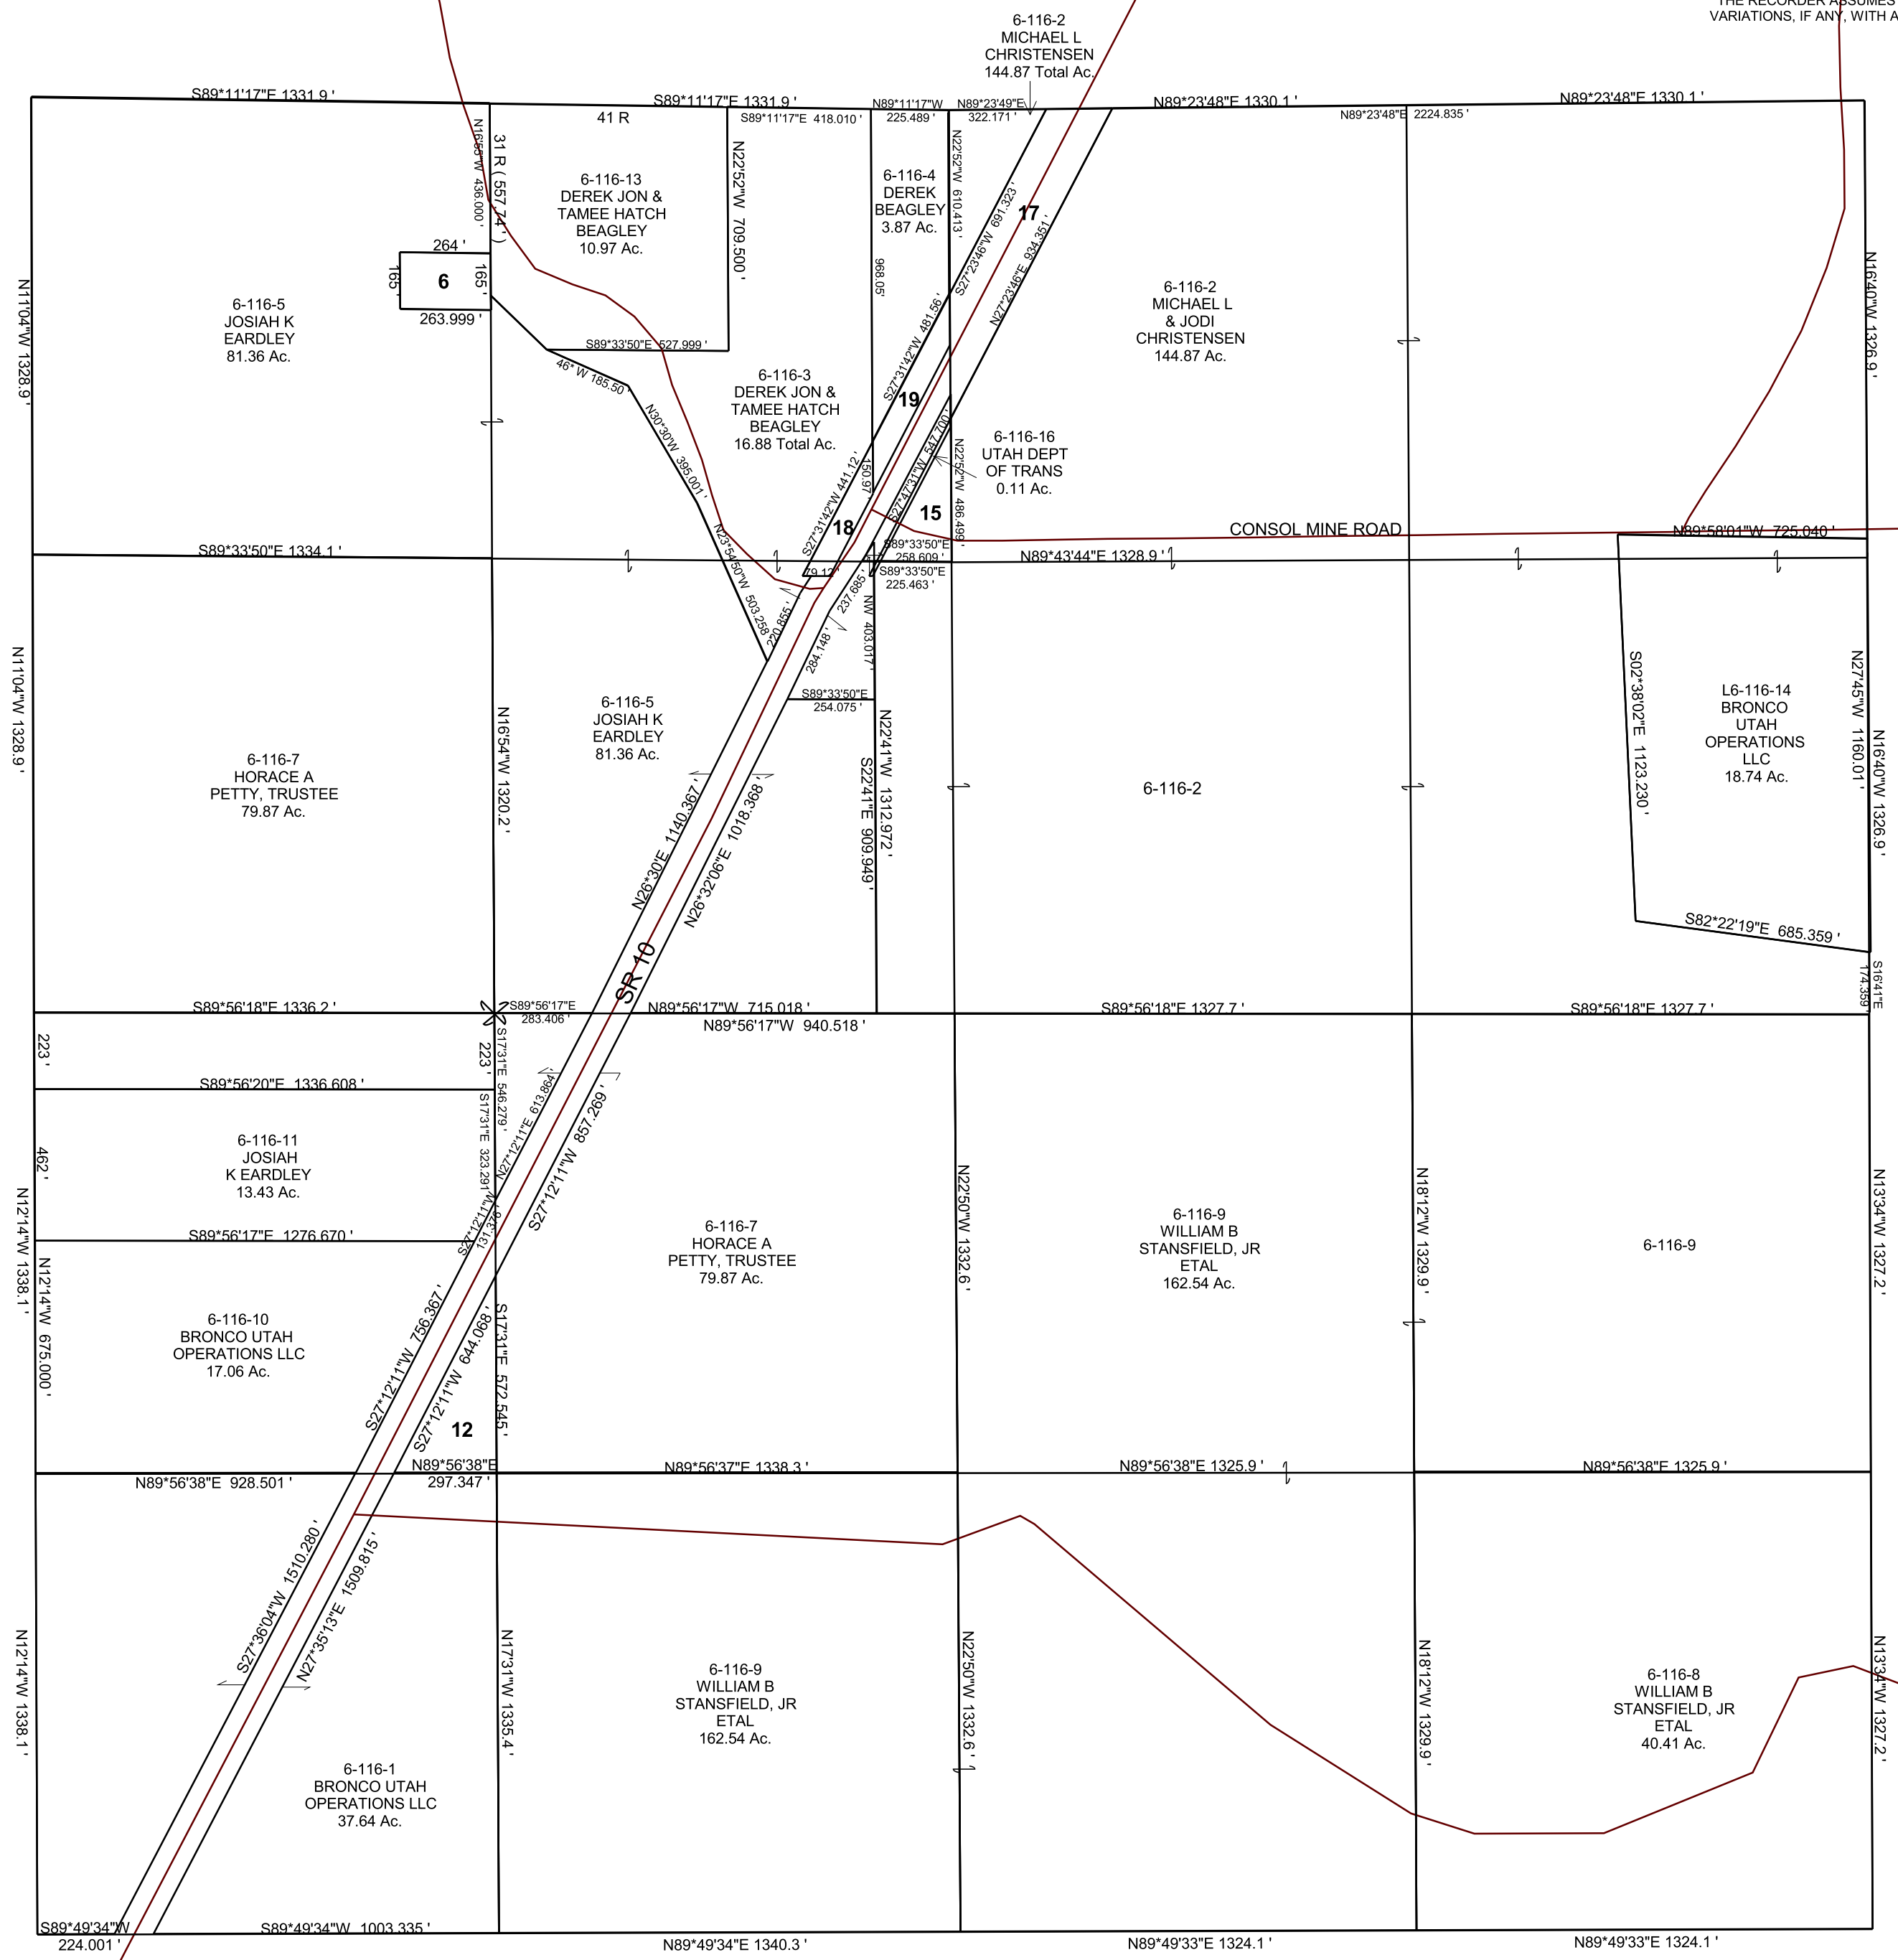 THE RECORDER ASSUMES
VARIATIONS, IF ANY, WITH A
6-116-2
MICHAEL L
CHRISTENSEN
144.87 Total Ac.
S89*11'17"E 1331.9 '
S89*11'17"E 1331.9 '
N89*11'17"W
225.489 '
N89*23'49"E
322.171 '
N89*23'48"E 1330.1 '
N89*23'48"E 1330.1 '
41 R
S89*11'17"E 418.010 '
N89*23'48"E 2224.835 '
N16'55"W 436.000'
31 R ( 557.74 ' )
6-116-13
DEREK JON &
TAMEE HATCH
BEAGLEY
10.97 Ac.
N22'52"W 709.500 '
6-116-4
DEREK
BEAGLEY
3.87 Ac.
968.05'
N22'52"W 610.413 '
S27*23'46"W 691.323 '
17
N27*23'46"E 934.351 '
264 '
165 '
6
165 '
263.999 '
N11'04"W 1328.9 '
6-116-5
JOSIAH K
EARDLEY
81.36 Ac.
6-116-2
MICHAEL L
& JODI
CHRISTENSEN
144.87 Ac.
N16'40"W 1326.9 '
S89*33'50"E 527.999 '
46* W 185.50 '
N30*30'W 395.001 '
6-116-3
DEREK JON &
TAMEE HATCH
BEAGLEY
16.88 Total Ac.
S27*31'42"W 481.56 '
19
6-116-16
UTAH DEPT
OF TRANS
0.11 Ac.
S27*31'42"W 441.12 '
150.97 '
S27*47'31"W 547.700 '
N22'52"W 486.499 '
15
18
CONSOL MINE ROAD
N89*58'01"W 725.040 '
S89*33'50"E 1334.1 '
N23*54'50"W 503.258 '
79.12 '
S89*33'50"E
258.609 '
S89*33'50"E
225.463 '
N89*43'44"E 1328.9 '
220.855 '
237.685 '
284.148 '
NW 403.017 '
S89*33'50"E
254.075 '
N11'04"W 1328.9 '
6-116-7
HORACE A
PETTY, TRUSTEE
79.87 Ac.
N16'54"W 1320.2 '
6-116-5
JOSIAH K
EARDLEY
81.36 Ac.
N26*30'E 1140.367 '
N26*32'06"E 1018.368 '
S22'41"E 909.949 '
N22'41"W 1312.972 '
6-116-2
S02*38'02"E 1123.230 '
L6-116-14
BRONCO
UTAH
OPERATIONS
LLC
18.74 Ac.
N27'45"W 1160.01 '
N16'40"W 1326.9 '
S82*22'19"E 685.359 '
S16'41"E
174.359 '
SR 10
S89*56'18"E 1336.2 '
S89*56'17"E
283.406 '
N89*56'17"W 715.018 '
N89*56'17"W 940.518 '
S89*56'18"E 1327.7 '
S89*56'18"E 1327.7 '
223 '
223 '
S17'31"E 546.279 '
S89*56'20"E 1336.608 '
S17'31"E 323.291 '
N27*12'11"E 613.864 '
S27*12'11"W 857.269 '
462 '
6-116-11
JOSIAH
K EARDLEY
13.43 Ac.
S89*56'17"E 1276.670 '
S27*12'11"W
131.376 '
N12'14"W 1338.1 '
N12'14"W 675.000 '
6-116-10
BRONCO UTAH
OPERATIONS LLC
17.06 Ac.
S27*12'11"W 756.367 '
S27*12'11"W 644.068 '
S17'31"E 572.545 '
12
6-116-7
HORACE A
PETTY, TRUSTEE
79.87 Ac.
N22'50"W 1332.6 '
6-116-9
WILLIAM B
STANSFIELD, JR
ETAL
162.54 Ac.
N18'12"W 1329.9 '
6-116-9
N13'34"W 1327.2 '
N89*56'38"E 928.501 '
N89*56'38"E
297.347 '
N89*56'37"E 1338.3 '
N89*56'38"E 1325.9 '
N89*56'38"E 1325.9 '
S27*36'04"W 1510.280 '
N27*35'13"E 1509.815 '
N12'14"W 1338.1 '
6-116-1
BRONCO UTAH
OPERATIONS LLC
37.64 Ac.
N17'31"W 1335.4 '
6-116-9
WILLIAM B
STANSFIELD, JR
ETAL
162.54 Ac.
N22'50"W 1332.6 '
N18'12"W 1329.9 '
6-116-8
WILLIAM B
STANSFIELD, JR
ETAL
40.41 Ac.
N13'34"W 1327.2 '
S89*49'34"W
224.001 '
S89*49'34"W 1003.335 '
N89*49'34"E 1340.3 '
N89*49'33"E 1324.1 '
N89*49'33"E 1324.1 '